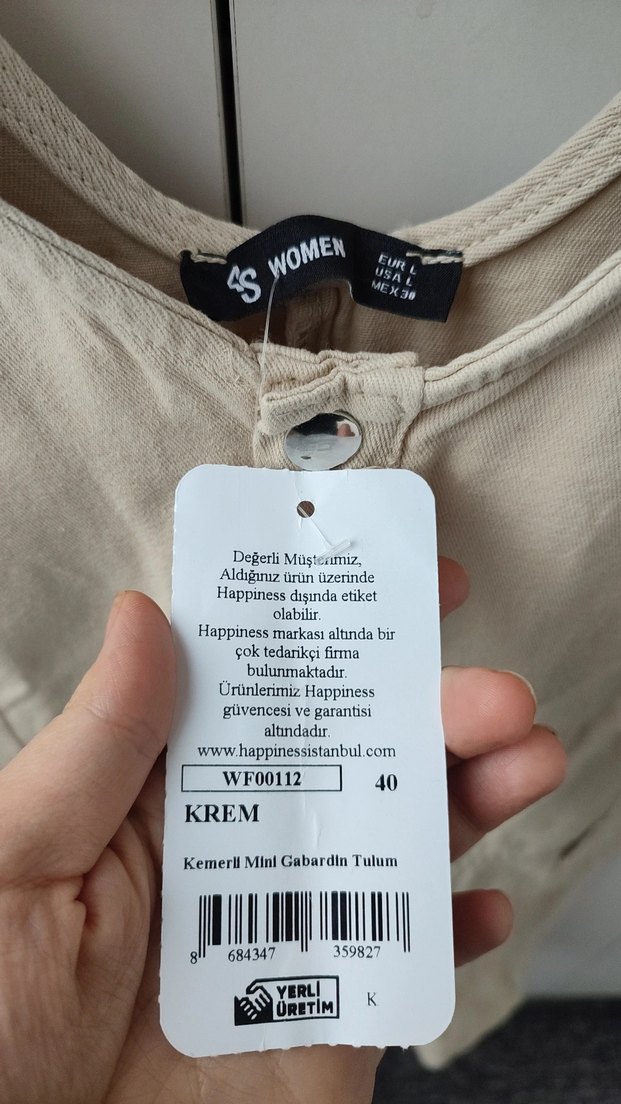 WOMEN
EUR L
USA L
MEX 30
Değerli Müşterimiz,
Aldığınız ürün üzerinde
Happiness dışında etiket
olabilir.
Happiness markası altında bir
çok tedarikçi firma
bulunmaktadır.
Ürünlerimiz Happiness
güvencesi ve garantisi
altındadır.
www.happinessistanbul.com
WF00112 40
KREM
Kemerli Mini Gabardin Tulum
8 684347 359827
YERLİ
ÜRETİM
K